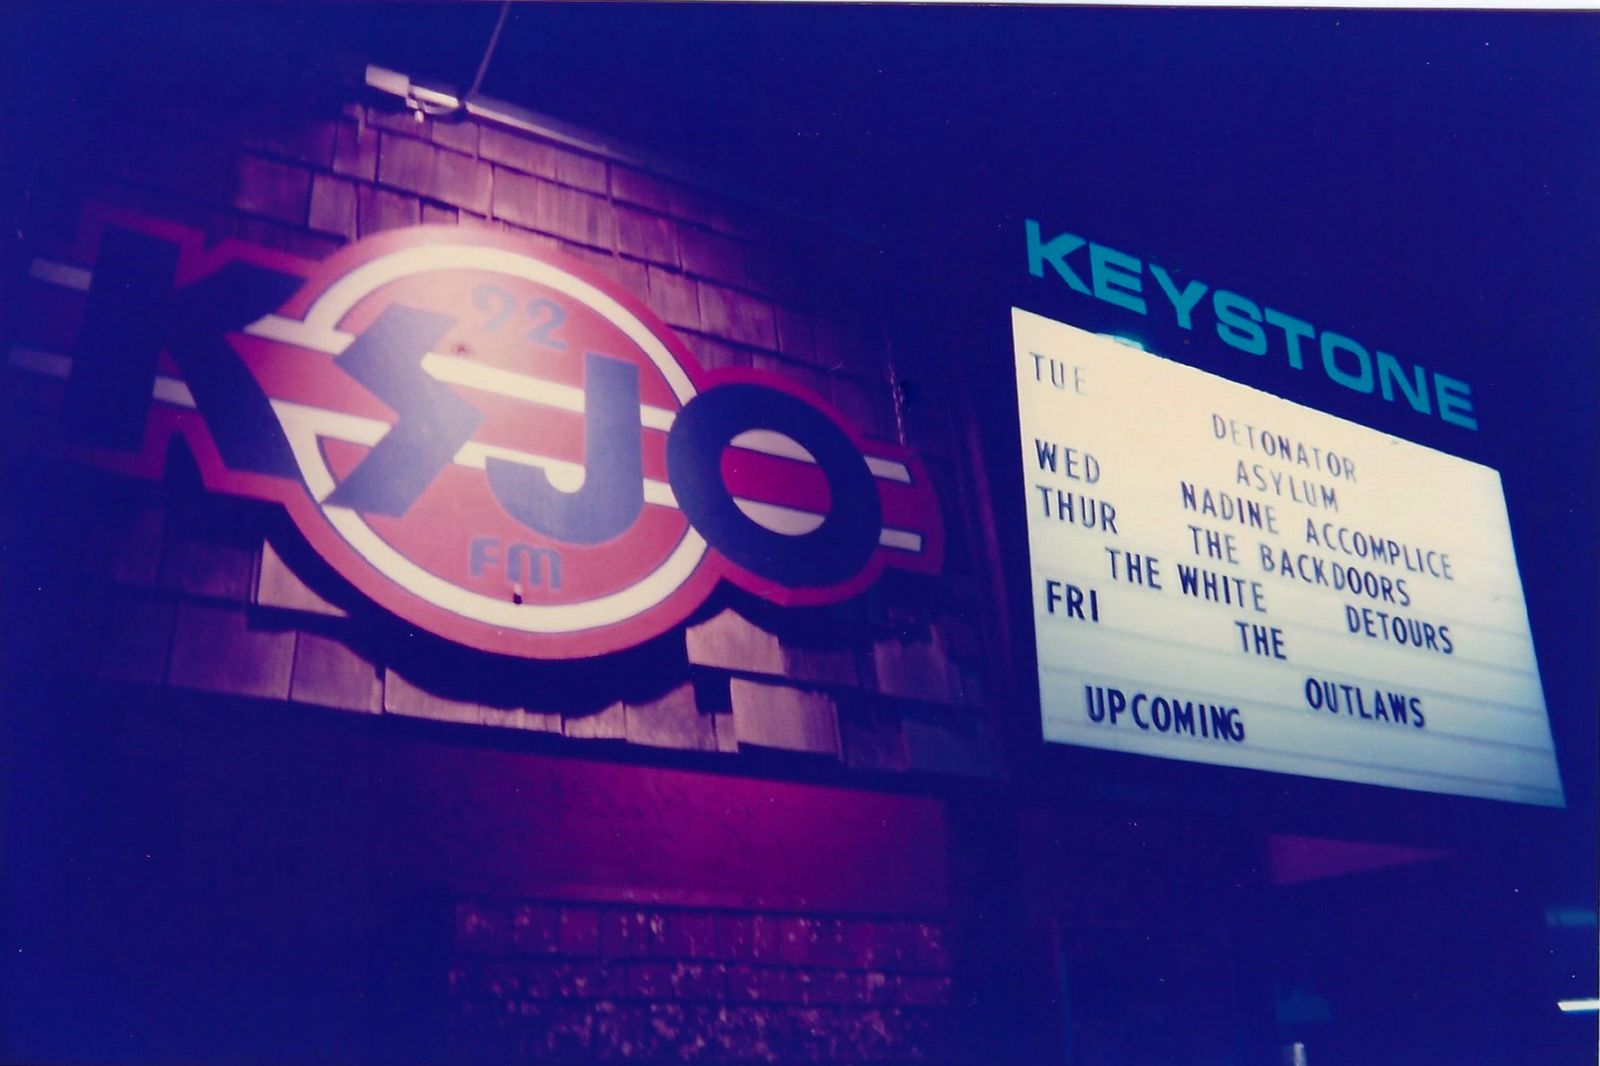 KSJO
92
FM
KEYSTONE
TUE
DETONATOR
ASYLUM
WED NADINE ACCOMPLICE
THUR THE BACKDOORS
THE WHITE DETOURS
FRI THE OUTLAWS
UPCOMING